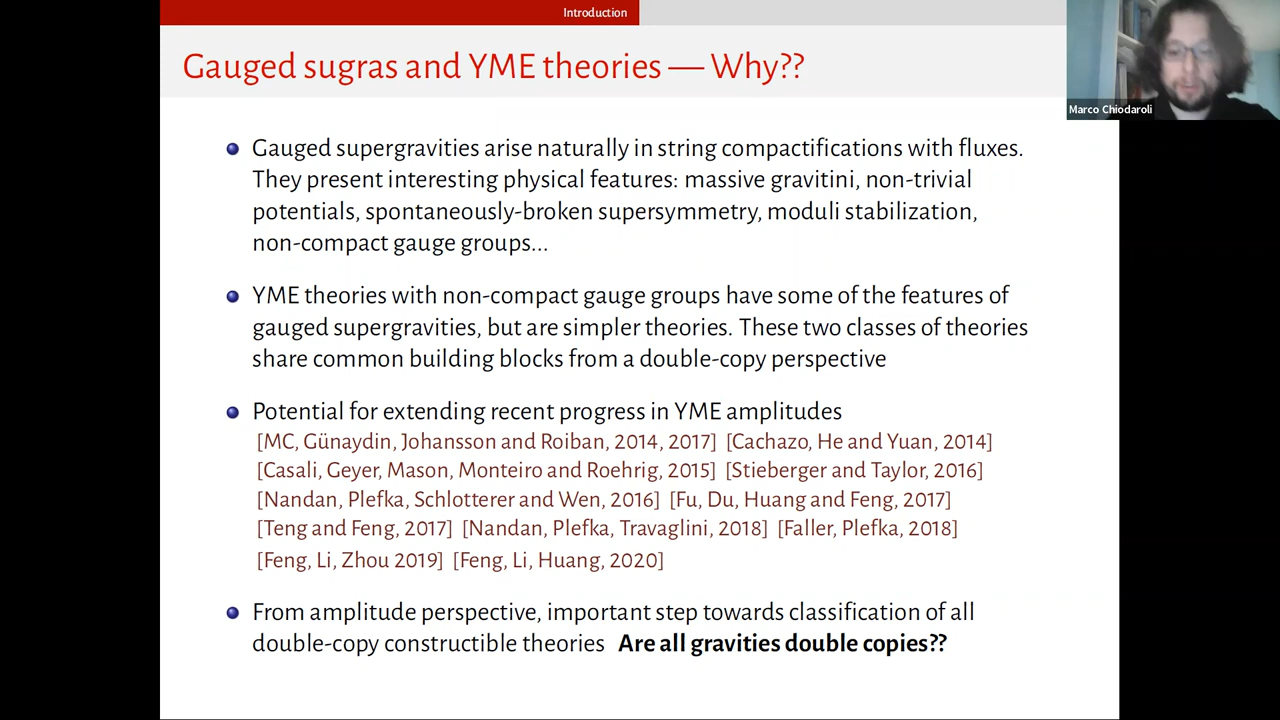 Introduction
Gauged sugras and YME theories — Why??
Marco Chiodaroli
Gauged supergravities arise naturally in string compactifications with fluxes.
They present interesting physical features: massive gravitini, non-trivial
potentials, spontaneously-broken supersymmetry, moduli stabilization,
non-compact gauge groups...
YME theories with non-compact gauge groups have some of the features of
gauged supergravities, but are simpler theories. These two classes of theories
share common building blocks from a double-copy perspective
Potential for extending recent progress in YME amplitudes
[MC, Günaydin, Johansson and Roiban, 2014, 2017] [Cachazo, He and Yuan, 2014]
[Casali, Geyer, Mason, Monteiro and Roehrig, 2015] [Stieberger and Taylor, 2016]
[Nandan, Plefka, Schlotterer and Wen, 2016] [Fu, Du, Huang and Feng, 2017]
[Teng and Feng, 2017] [Nandan, Plefka, Travaglini, 2018] [Faller, Plefka, 2018]
[Feng, Li, Zhou 2019] [Feng, Li, Huang, 2020]
From amplitude perspective, important step towards classification of all
double-copy constructible theories Are all gravities double copies??